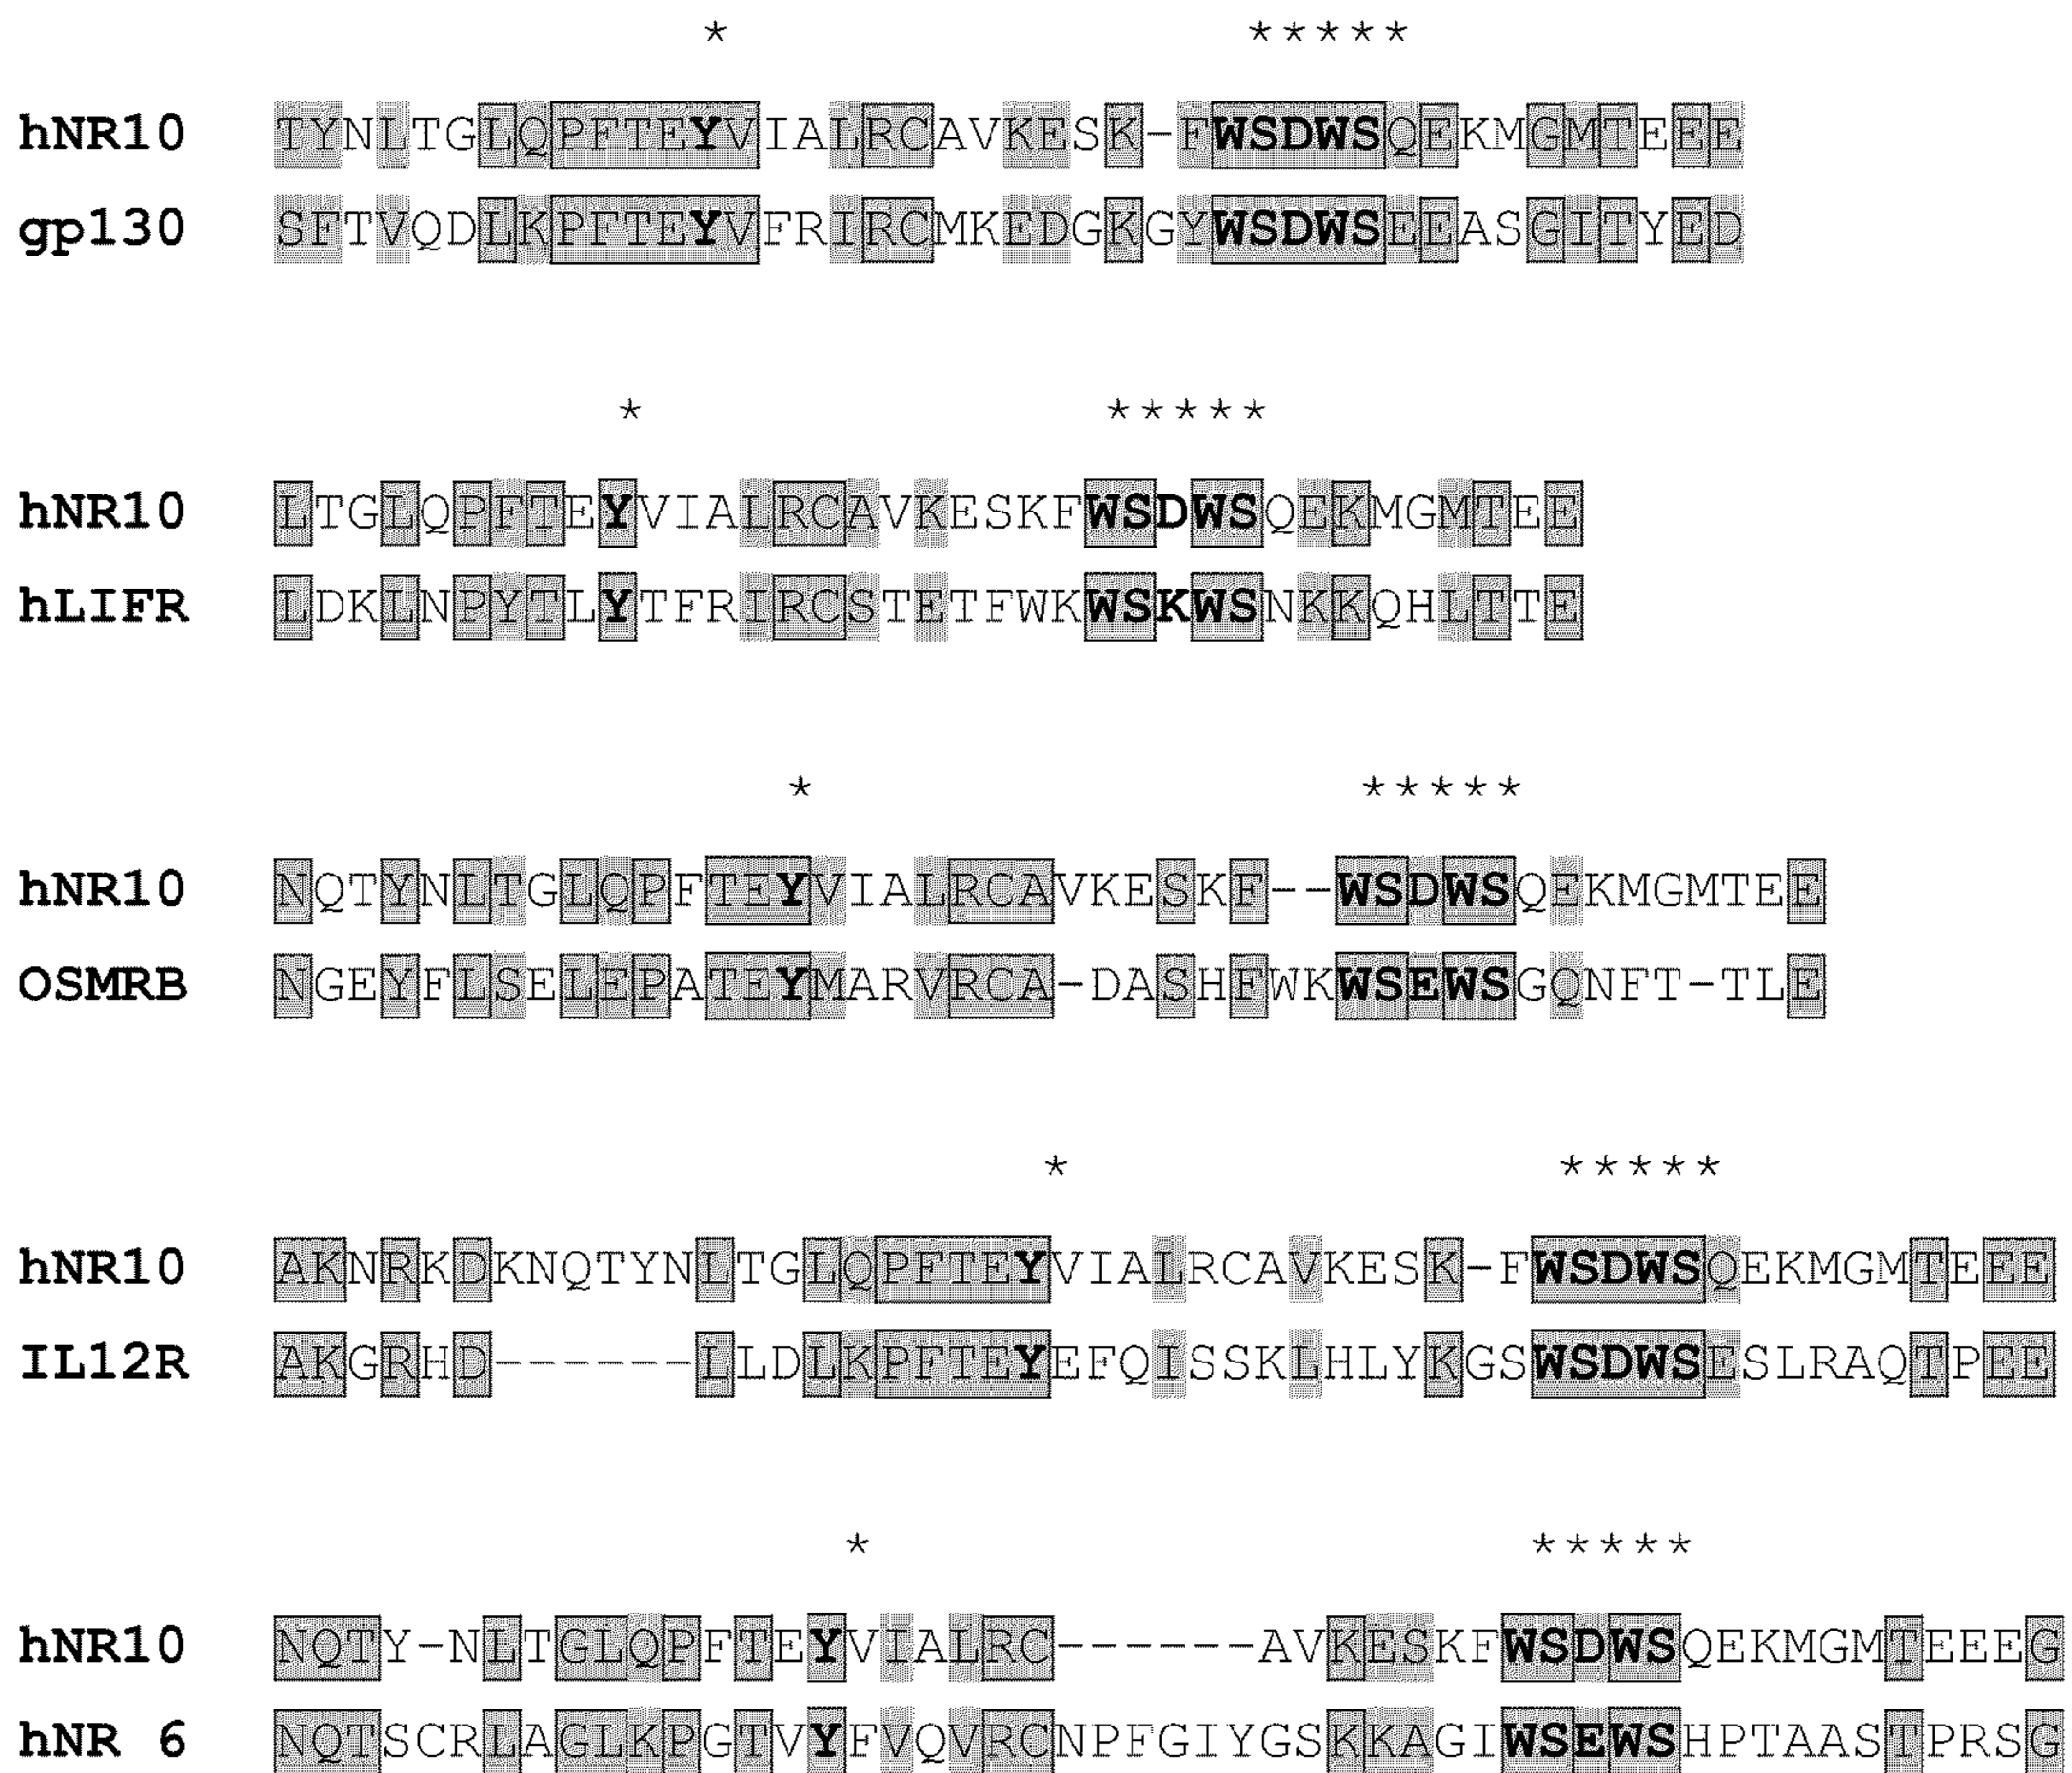 * *****
hNR10 TYNLTGLQPFTEYVIALRCAVKESK-FWSDWSQEKMGMTEEE
gp130 SFTVQDLKPFTEYVFRIRCMKEDGKGYWSDWSEEASGITYED
* *****
hNR10 LTGLQPFTEYVIALRCAVKESKFWSDWSQEKMGMTEE
hLIFR LDKLNPYTLYTFRIRCSTETFWKWSKWSNKKQHLTTE
* *****
hNR10 NQTYNLTGLQPFTEYVIALRCAVKESKF--WSDWSQEKMGMTEE
OSMRB NGEYFLSELEPATEYMARVRCA-DASHFWKWSEWSGQNFT-TLE
* *****
hNR10 AKNRKDKNQTYNLTGLQPFTEYVIALRCAVKESK-FWSDWSQEKMGMTEEE
IL12R AKGRHD------LLDLKPFTEYEFQISSKLHLYKGSWSDWSESLRAQTPEE
* *****
hNR10 NQTY-NLTGLQPFTEYVIALRC------AVKESKFWSDWSQEKMGMTEEEG
hNR 6 NQTSCRLAGLKPGTVYFVQVRCNPFGIYGSKKAGIWSEWSHPTAASTPRSG